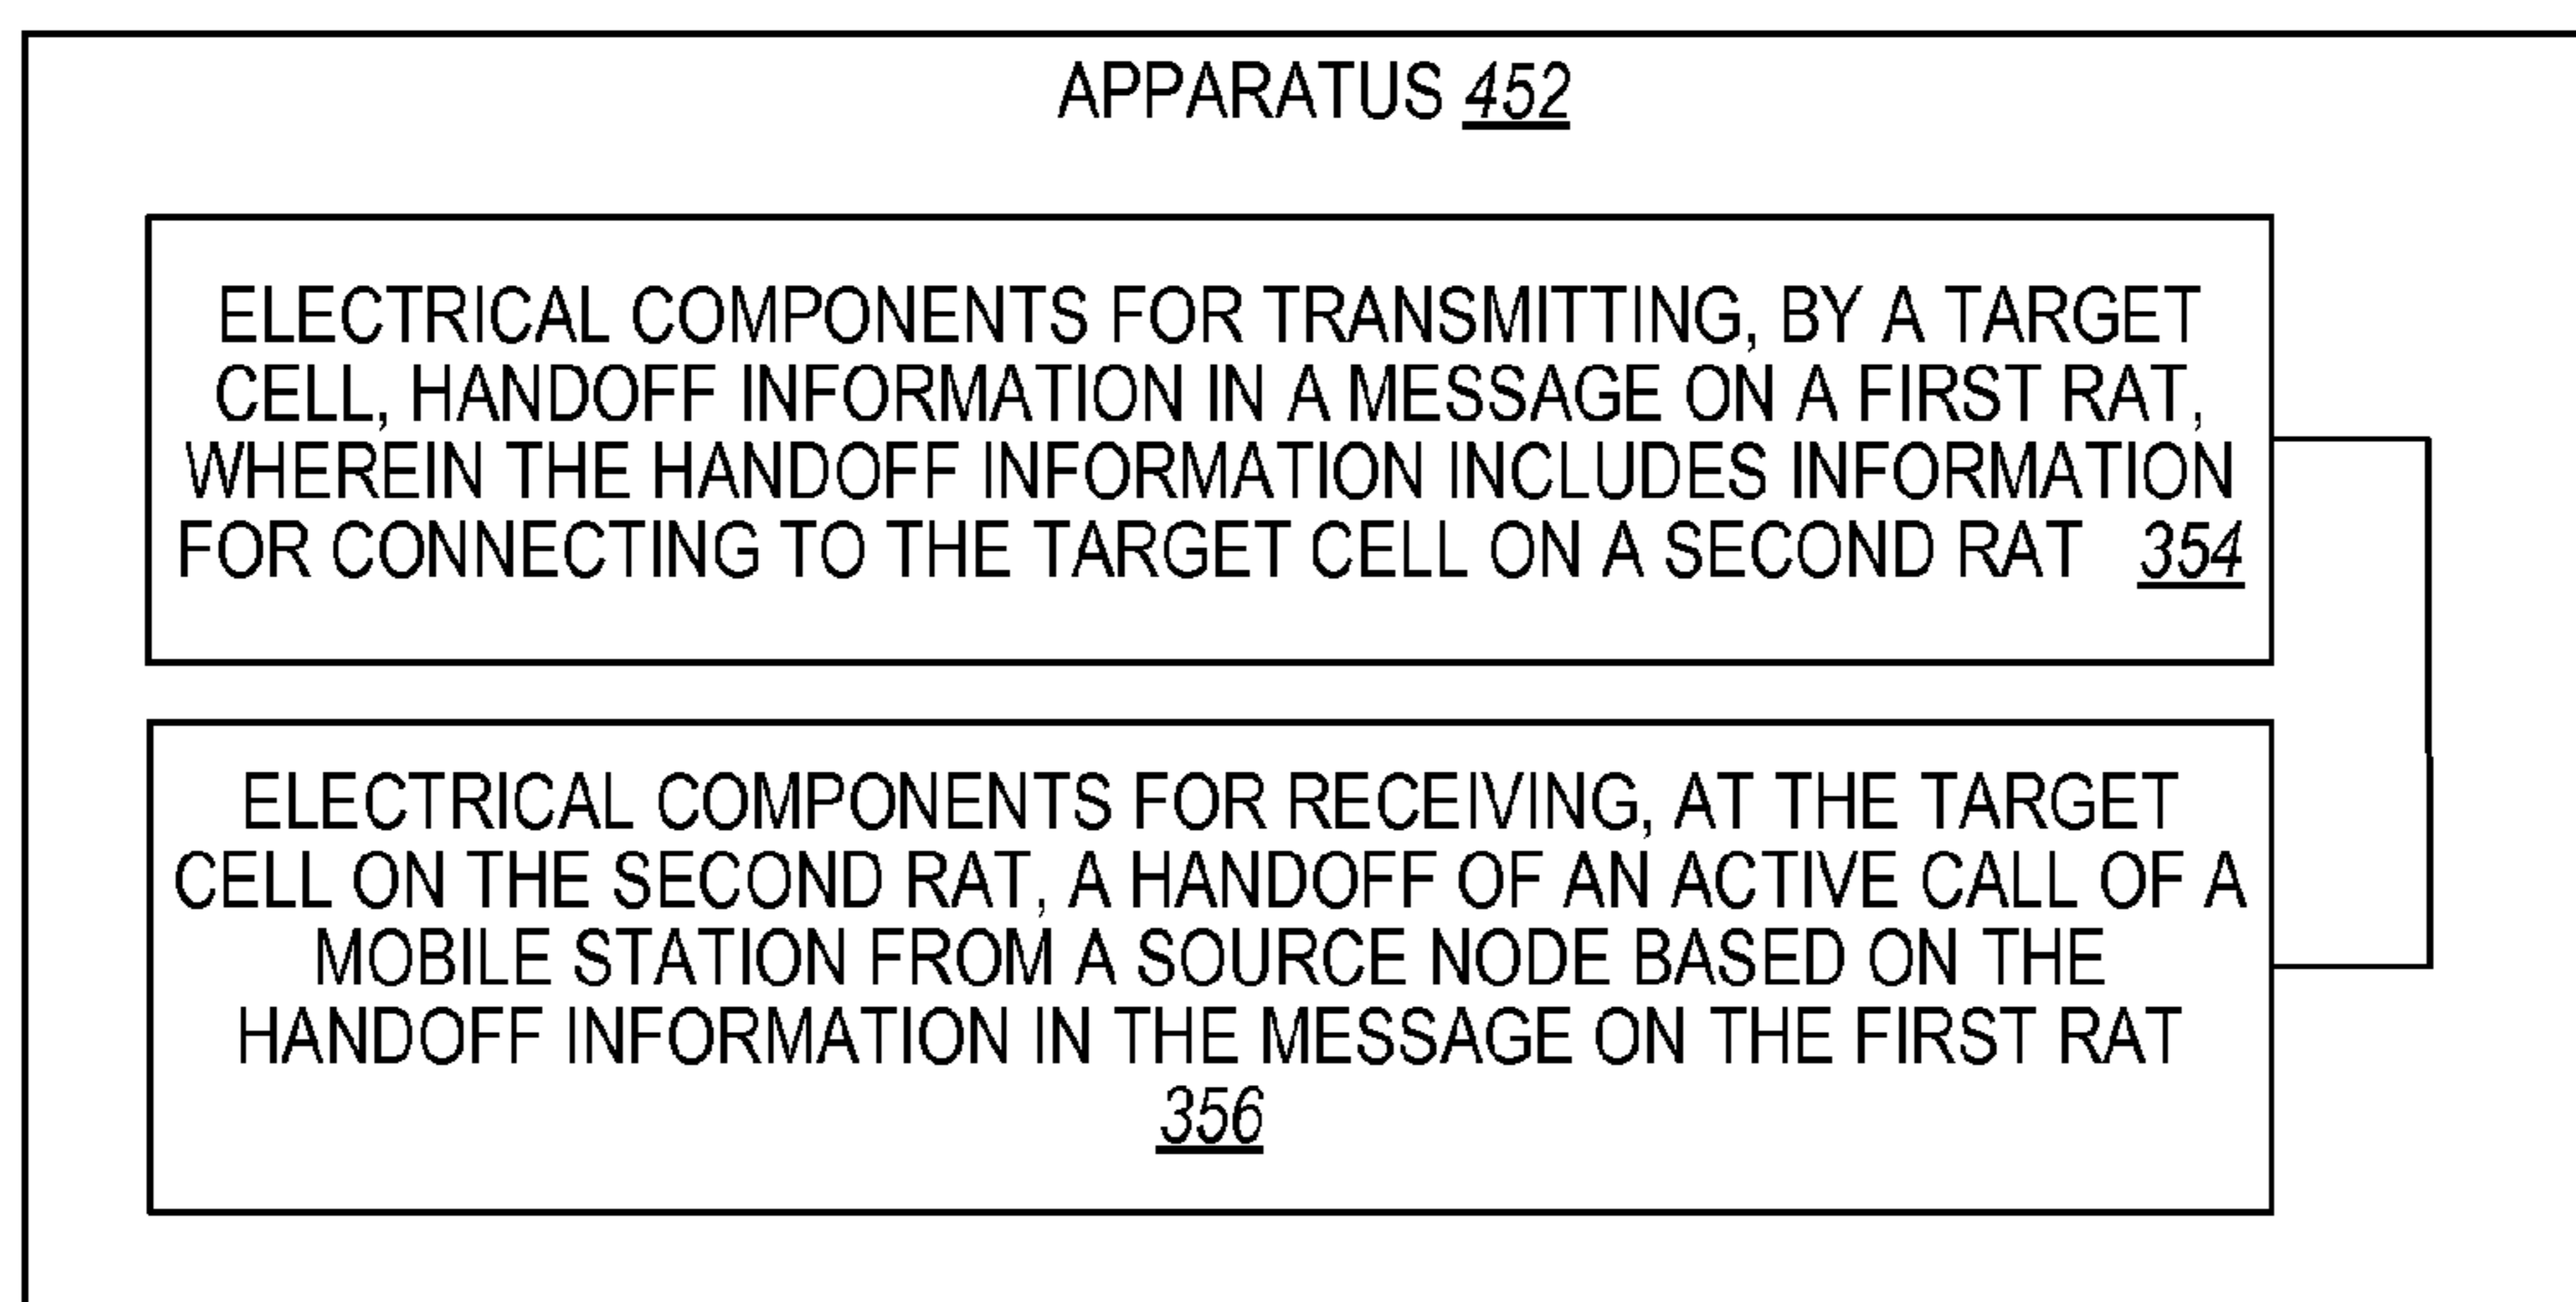 APPARATUS 452
ELECTRICAL COMPONENTS FOR TRANSMITTING, BY A TARGET
CELL, HANDOFF INFORMATION IN A MESSAGE ON A FIRST RAT,
WHEREIN THE HANDOFF INFORMATION INCLUDES INFORMATION
FOR CONNECTING TO THE TARGET CELL ON A SECOND RAT 354
ELECTRICAL COMPONENTS FOR RECEIVING, AT THE TARGET
CELL ON THE SECOND RAT, A HANDOFF OF AN ACTIVE CALL OF A
MOBILE STATION FROM A SOURCE NODE BASED ON THE
HANDOFF INFORMATION IN THE MESSAGE ON THE FIRST RAT
356